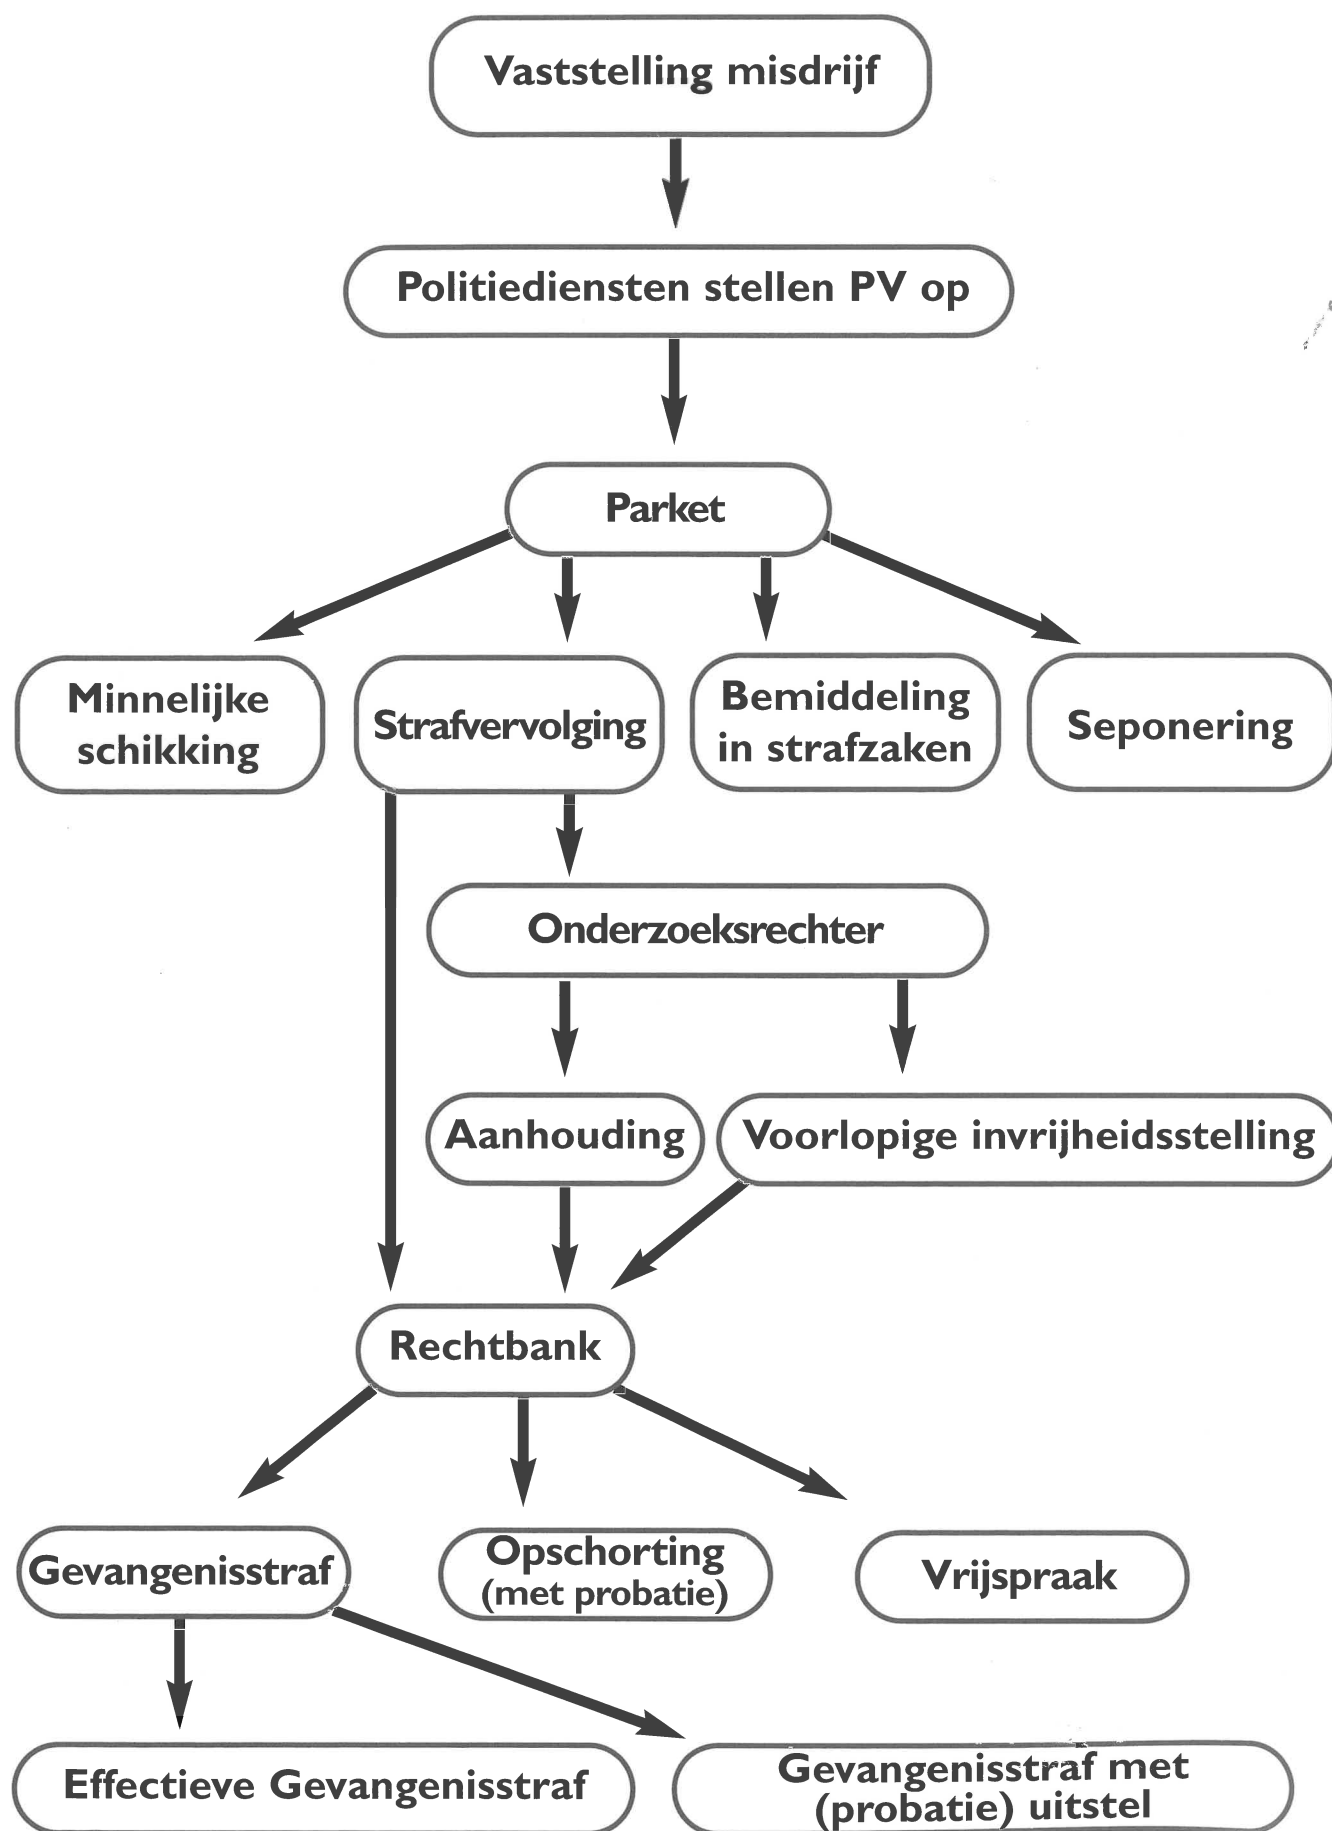 Vaststelling misdrijf
Politiediensten stellen PV op
Parket
Minnelijke
schikking
Strafvervolging
Bemiddeling
in strafzaken
Seponering
Onderzoeksrechter
Aanhouding
Voorlopige invrijheidsstelling
Rechtbank
Gevangenisstraf
Opschorting
(met probatie)
Vrijspraak
Effectieve Gevangenisstraf
Gevangenisstraf met
(probatie) uitstel